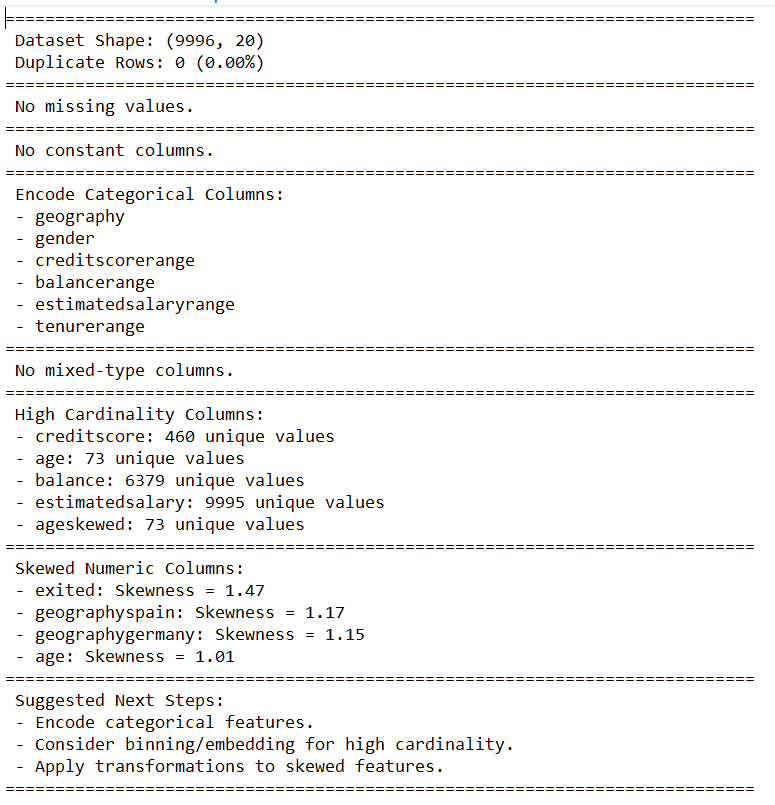 ===========================================================================
Dataset Shape: (9996, 20)
Duplicate Rows: 0 (0.00%)
===========================================================================
No missing values.
===========================================================================
No constant columns.
===========================================================================
Encode Categorical Columns:
- geography
- gender
- creditscorerange
- balancerange
- estimatedsalaryrange
- tenurerange
===========================================================================
No mixed-type columns.
===========================================================================
High Cardinality Columns:
- creditscore: 460 unique values
- age: 73 unique values
- balance: 6379 unique values
- estimatedsalary: 9995 unique values
- ageskewed: 73 unique values
===========================================================================
Skewed Numeric Columns:
- exited: Skewness = 1.47
- geographyspain: Skewness = 1.17
- geographygermany: Skewness = 1.15
- age: Skewness = 1.01
===========================================================================
Suggested Next Steps:
- Encode categorical features.
- Consider binning/embedding for high cardinality.
- Apply transformations to skewed features.
===========================================================================